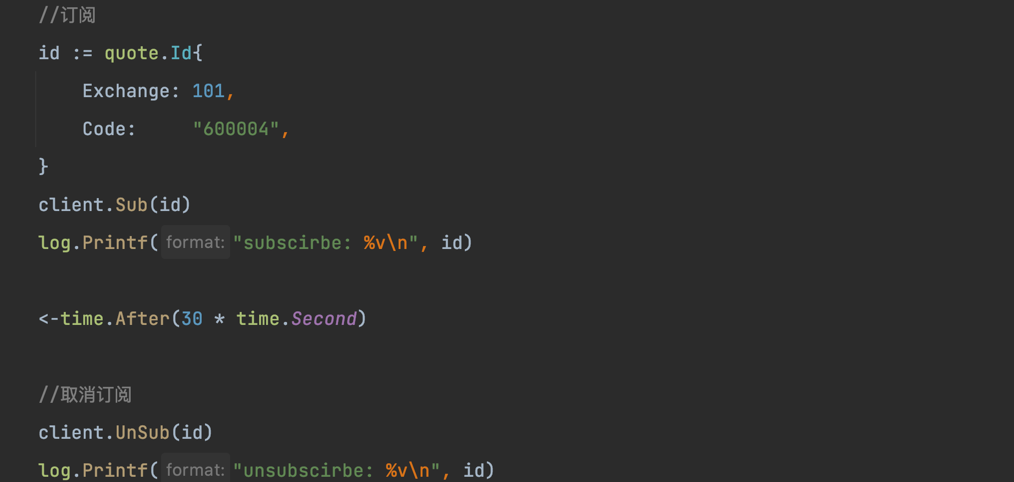 //订阅
id := quote.Id{
    Exchange: 101,
    Code:     "600004",
}
client.Sub(id)
log.Printf( format: "subscirbe: %v\n", id)
<-time.After(30 * time.Second)
//取消订阅
client.UnSub(id)
log.Printf( format: "unsubscirbe: %v\n", id)